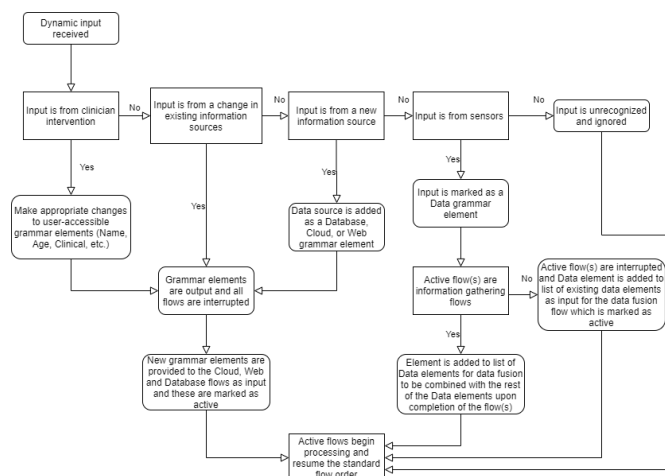 Dynamic input
received
Input is from clinician
intervention
No
Input is from a change in
existing information
sources
No
Input is from a new
information source
No
Input is from sensors
No
Input is unrecognized
and ignored
Yes
Yes
Yes
Yes
Make appropriate changes
to user-accessible
grammar elements (Name,
Age, Clinical, etc.)
Data source is added
as a Database,
Cloud, or Web
grammar element
Input is marked as a
Data grammar
element
Grammar elements
are output and all
flows are interrupted
Active flow(s) are
information gathering
flows
No
Active flow(s) are interrupted
and Data element is added to
list of existing data elements
as input for the data fusion
flow which is marked as
active
Yes
New grammar elements are
provided to the Cloud, Web
and Database flows as input
and these are marked as
active
Element is added to list of
Data elements for data fusion
to be combined with the rest
of the Data elements upon
completion of the flow(s)
Active flows begin
processing and
resume the standard
flow order